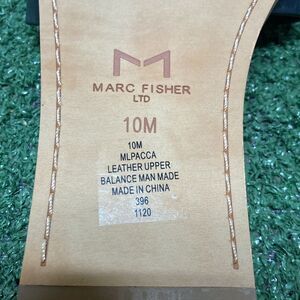 MARC FISHER
LTD
10M
10M
MLPACCA
LEATHER UPPER
BALANCE MAN MADE
MADE IN CHINA
396
1120